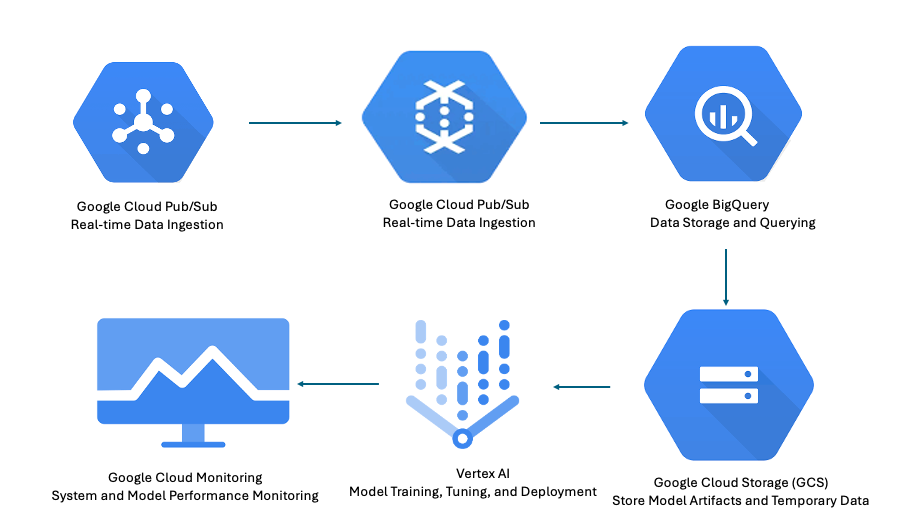 Google Cloud Pub/Sub
Real-time Data Ingestion
Google Cloud Pub/Sub
Real-time Data Ingestion
Google BigQuery
Data Storage and Querying
Google Cloud Monitoring
System and Model Performance Monitoring
Vertex AI
Model Training, Tuning, and Deployment
Google Cloud Storage (GCS)
Store Model Artifacts and Temporary Data